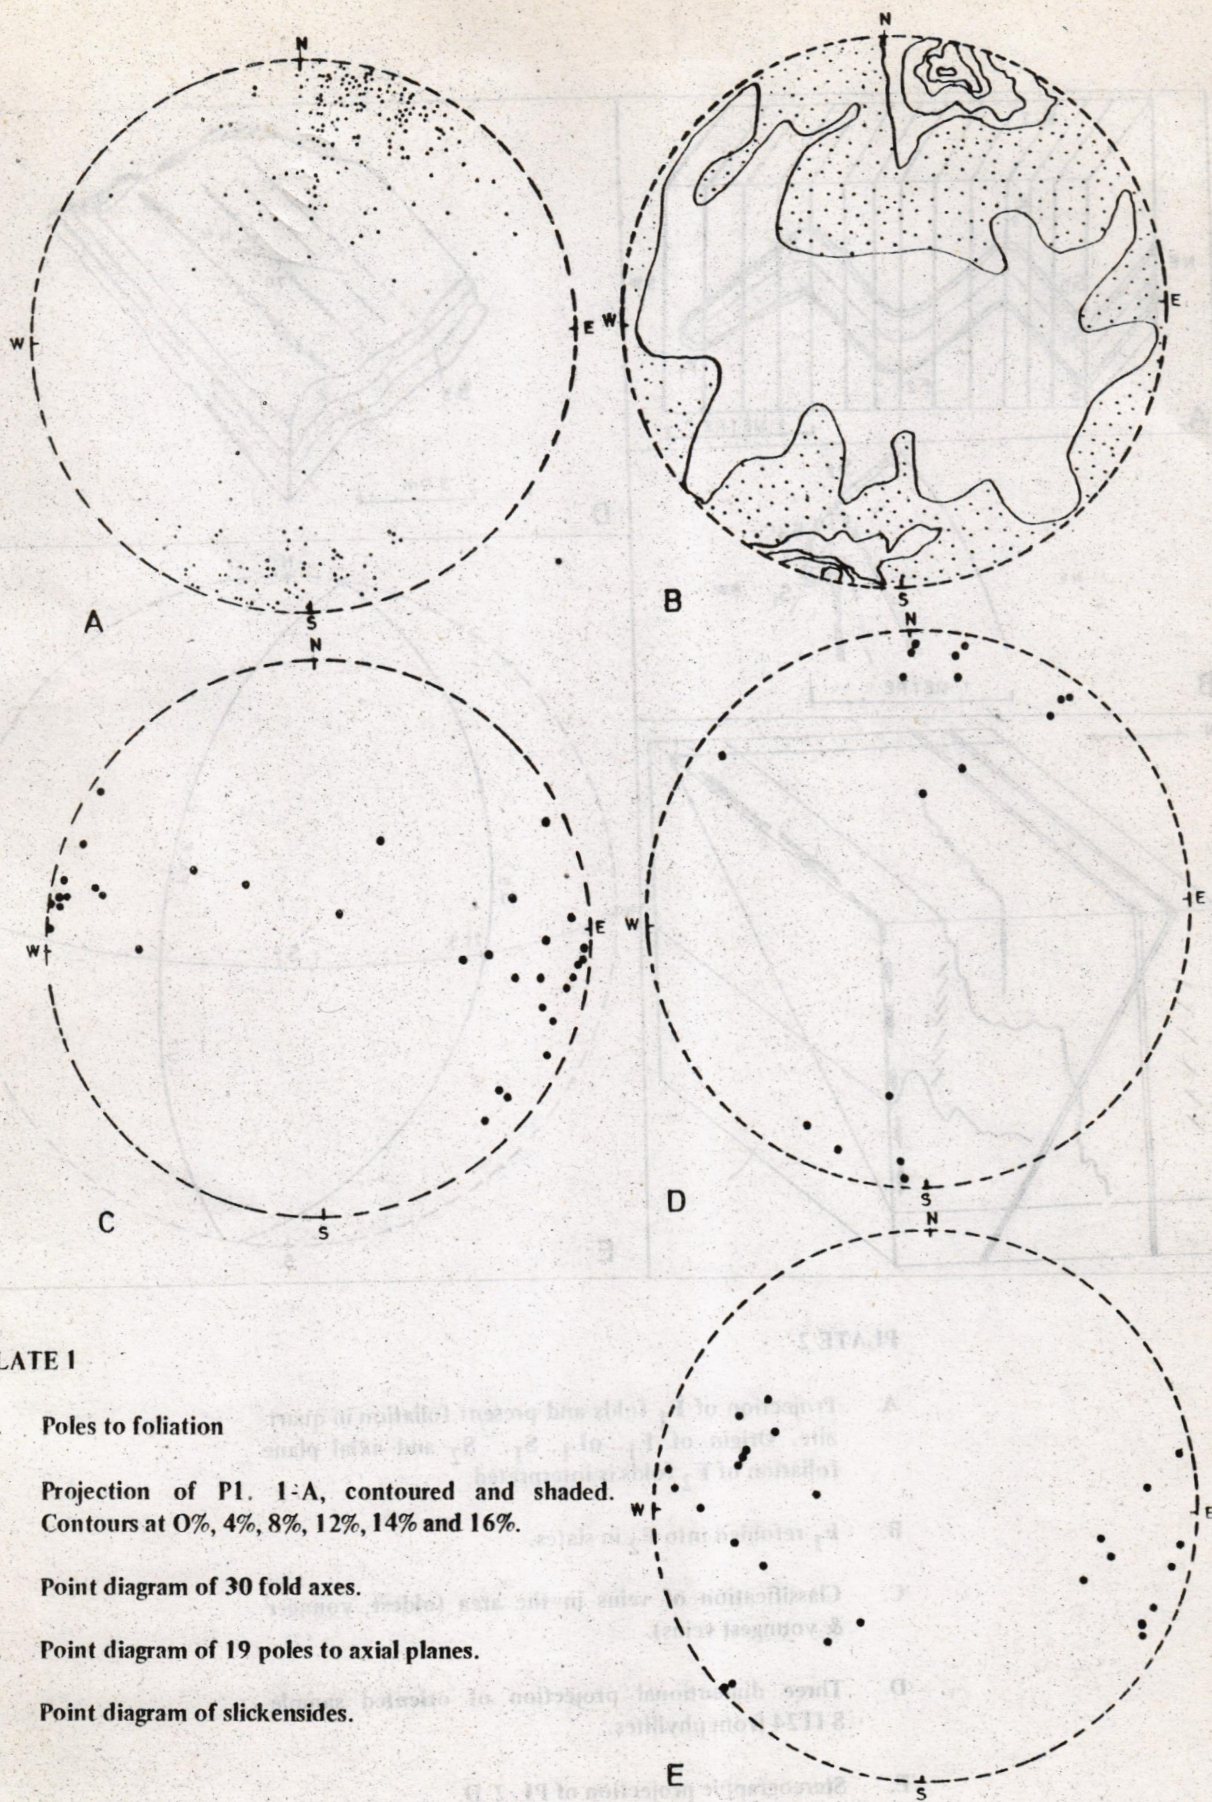 N
N
W
E
W
E
A
S
B
S
N
N
W
E
W
E
C
S
D
S
N
LATE 1
Poles to foliation
Projection of Pl. 1-A, contoured and shaded.
Contours at 0%, 4%, 8%, 12%, 14% and 16%.
W
E
Point diagram of 30 fold axes.
Point diagram of 19 poles to axial planes.
Point diagram of slickensides.
E
S